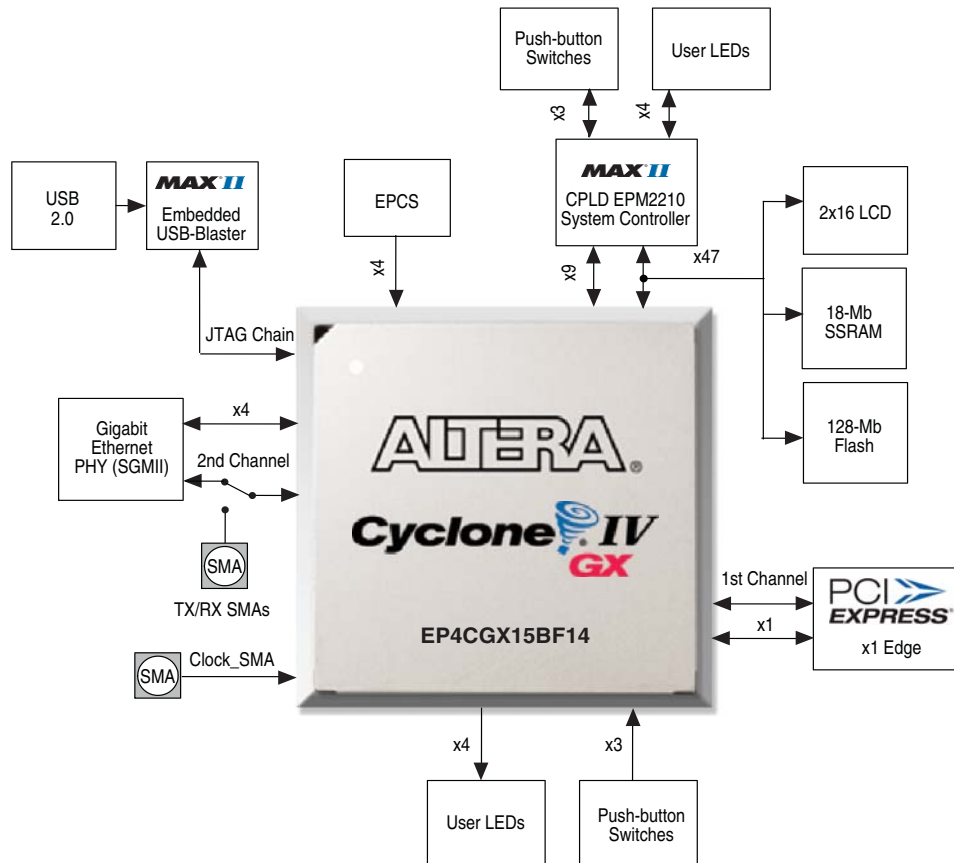 Push-button
Switches
User LEDs
x3
x4
MAX II
CPLD EPM2210
System Controller
USB
2.0
MAX II
Embedded
USB-Blaster
EPCS
2x16 LCD
x4
x9
x47
18-Mb
SSRAM
JTAG Chain
128-Mb
Flash
Gigabit
Ethernet
PHY (SGMII)
x4
2nd Channel
ALTERA®
Cyclone® IV
GX
SMA
TX/RX SMAs
1st Channel
x1
PCI
EXPRESS®
x1 Edge
EP4CGX15BF14
SMA
Clock_SMA
x4
x3
User LEDs
Push-button
Switches